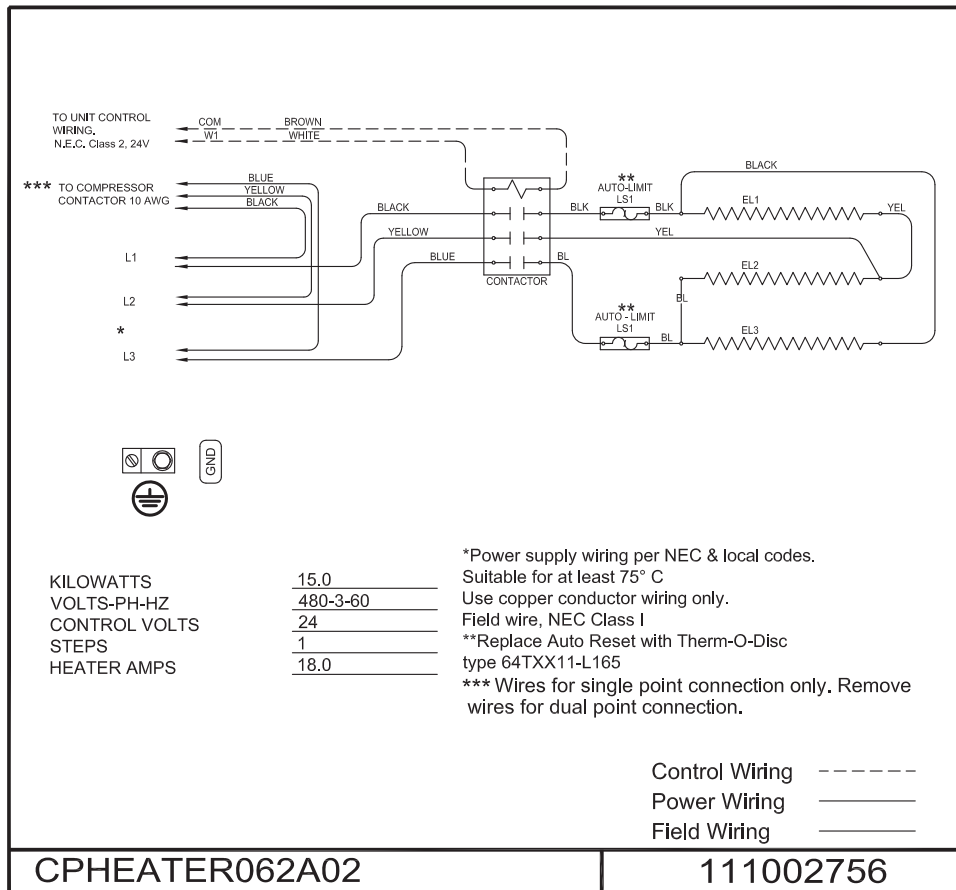 TO UNIT CONTROL
WIRING.
N.E.C. Class 2, 24V
COM BROWN
W1 WHITE
*** TO COMPRESSOR
CONTACTOR 10 AWG
BLUE
YELLOW
BLACK
L1
L2
*
L3
BLACK
YELLOW
BLUE
CONTACTOR
**
AUTO-LIMIT
LS1
BLK BLK
BLACK
EL1
YEL
YEL
EL2
BL
BL
**
AUTO - LIMIT
LS1
BL
EL3
GND
KILOWATTS 15.0
VOLTS-PH-HZ 480-3-60
CONTROL VOLTS 24
STEPS 1
HEATER AMPS 18.0
*Power supply wiring per NEC & local codes.
Suitable for at least 75° C
Use copper conductor wiring only.
Field wire, NEC Class I
**Replace Auto Reset with Therm-O-Disc
type 64TXX11-L165
*** Wires for single point connection only. Remove
wires for dual point connection.
Control Wiring
Power Wiring
Field Wiring
CPHEATER062A02 111002756